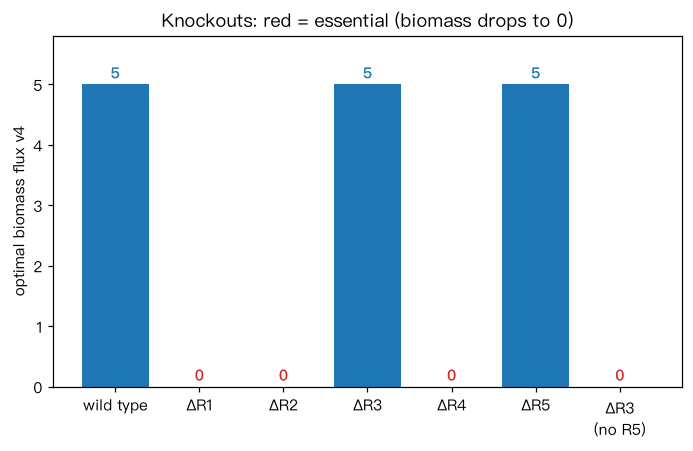 Knockouts: red = essential (biomass drops to 0)
optimal biomass flux v4
5
4
3
2
1
0
5
0
0
5
0
5
0
wild type
ΔR1
ΔR2
ΔR3
ΔR4
ΔR5
ΔR3
(no R5)